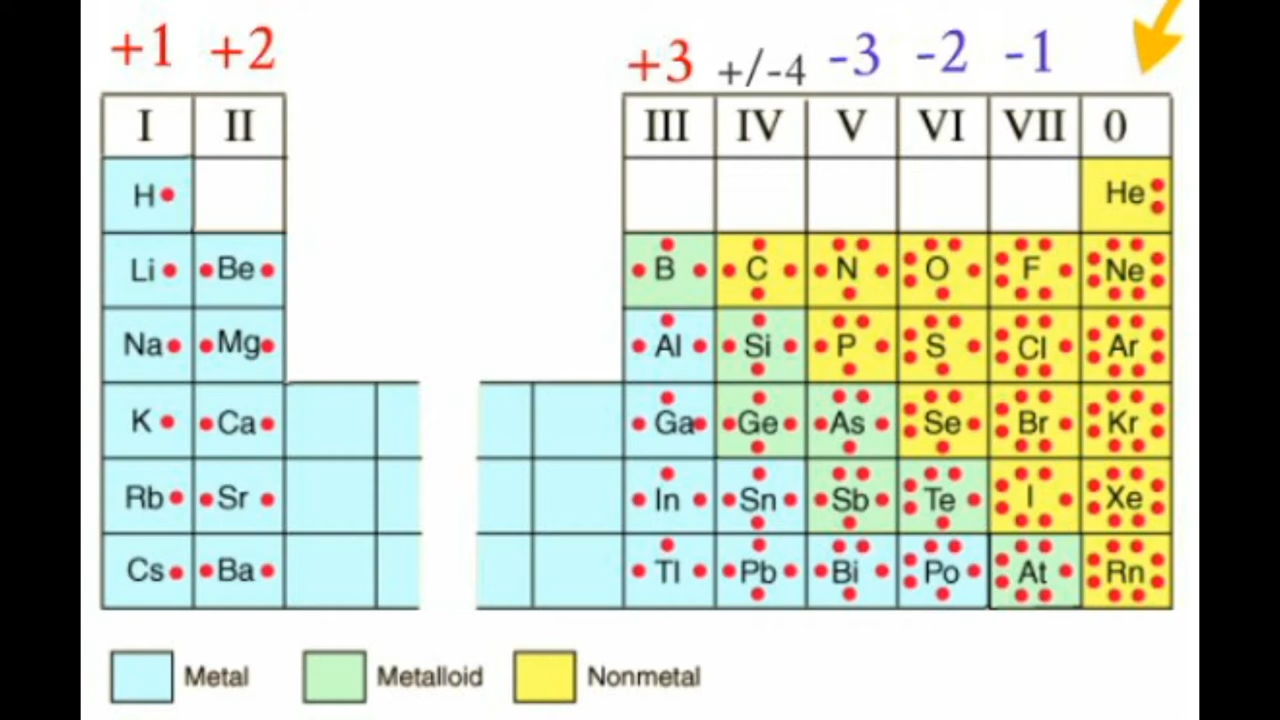 +1 +2 +3 +/-4 -3 -2 -1
I II III IV V VI VII 0
H He
Li Be B C N O F Ne
Na Mg Al Si P S Cl Ar
K Ca Ga Ge As Se Br Kr
Rb Sr In Sn Sb Te I Xe
Cs Ba Tl Pb Bi Po At Rn
Metal Metalloid Nonmetal